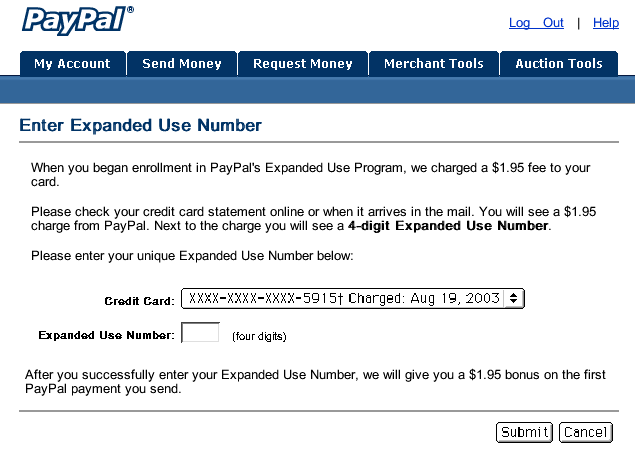 PayPal®
Log Out | Help
My Account Send Money Request Money Merchant Tools Auction Tools
Enter Expanded Use Number
When you began enrollment in PayPal's Expanded Use Program, we charged a $1.95 fee to your
card.
Please check your credit card statement online or when it arrives in the mail. You will see a $1.95
charge from PayPal. Next to the charge you will see a 4-digit Expanded Use Number.
Please enter your unique Expanded Use Number below:
Credit Card: XXXX-XXXX-XXXX-5915† Charged: Aug 19, 2003
Expanded Use Number: (four digits)
After you successfully enter your Expanded Use Number, we will give you a $1.95 bonus on the first
PayPal payment you send.
Submit Cancel